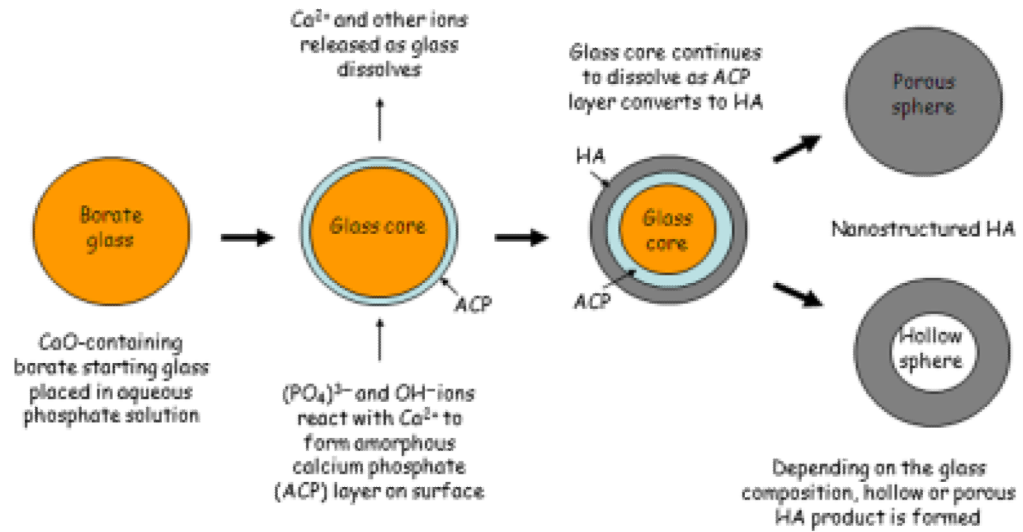 Borate
glass
CaO-containing
borate starting glass
placed in aqueous
phosphate solution
Ca²⁺ and other ions
released as glass
dissolves
Glass core
ACP
(PO₄)³⁻ and OH⁻ions
react with Ca²⁺ to
form amorphous
calcium phosphate
(ACP) layer on surface
Glass core continues
to dissolve as ACP
layer converts to HA
HA
Glass
core
ACP
Porous
sphere
Nanostructured HA
Hollow
sphere
Depending on the glass
composition, hollow or porous
HA product is formed